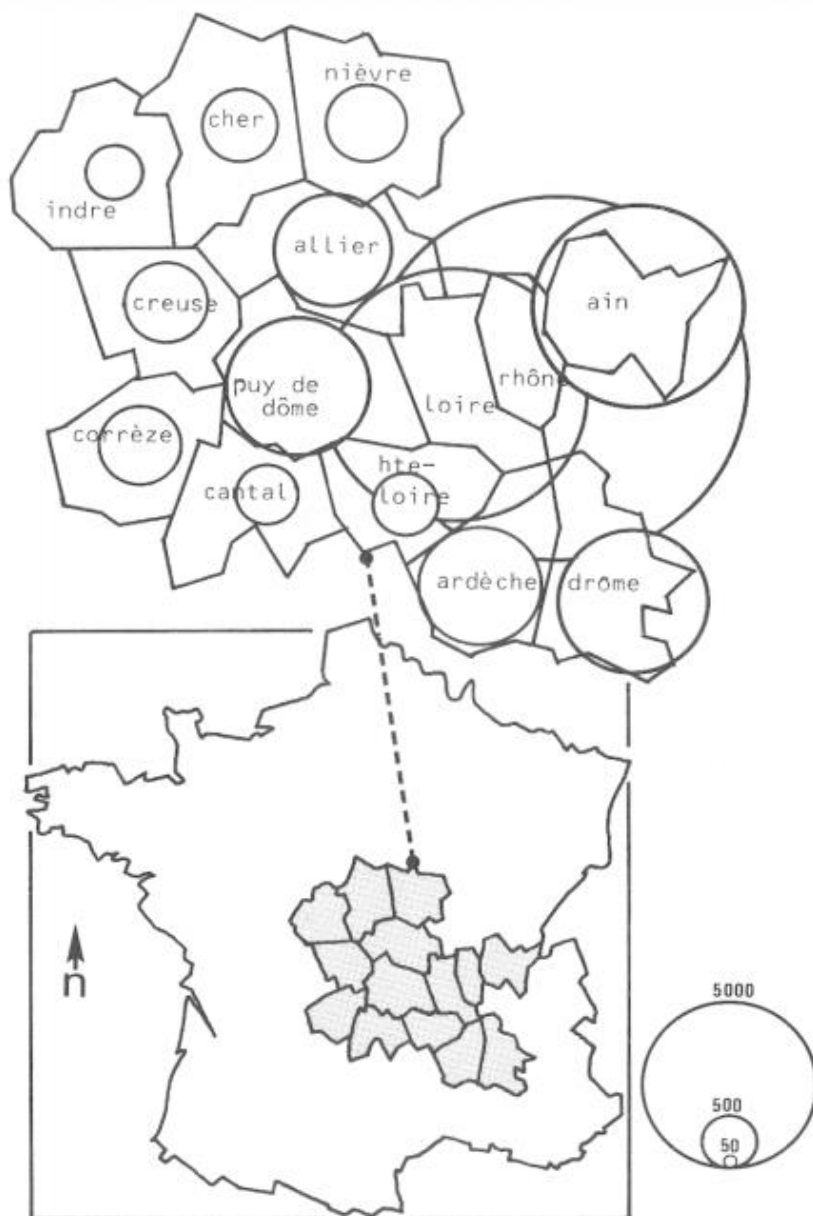 nièvre
cher
indre
allier
creuse
ain
puy de
dôme
rhône
loire
corrèze
hte-
loire
cantal
ardèche
drôme
n
5000
500
50